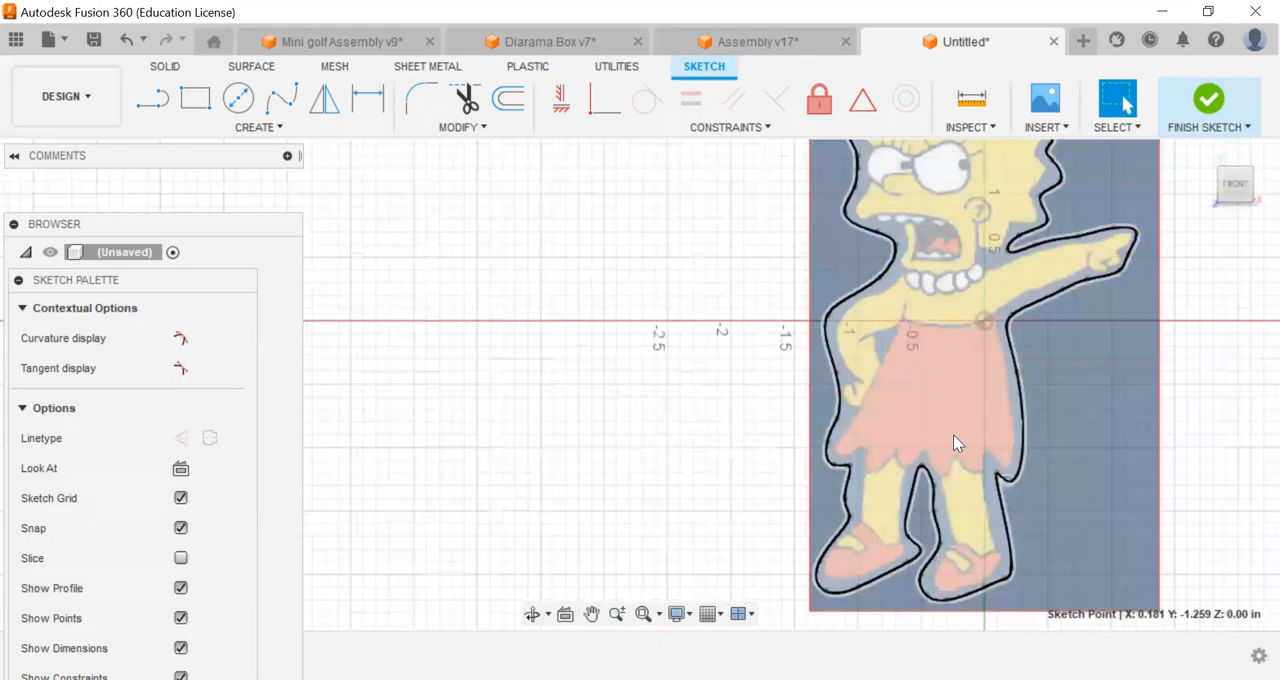 Autodesk Fusion 360 (Education License)
Mini golf Assembly v9*
Diarama Box v7*
Assembly v17*
Untitled*
SOLID SURFACE MESH SHEET METAL PLASTIC UTILITIES SKETCH
DESIGN ▾
CREATE ▾ MODIFY ▾ CONSTRAINTS ▾ INSPECT ▾ INSERT ▾ SELECT ▾ FINISH SKETCH ▾
COMMENTS
FRONT
BROWSER
(Unsaved)
SKETCH PALETTE
Contextual Options
Curvature display
Tangent display
Options
Linetype
Look At
Sketch Grid
Snap
Slice
Show Profile
Show Points
Show Dimensions
Show Constraints
1
0.5
-2.5 -2 -1.5 -1 -0.5
Sketch Point | X: 0.181 Y: -1.259 Z: 0.00 in